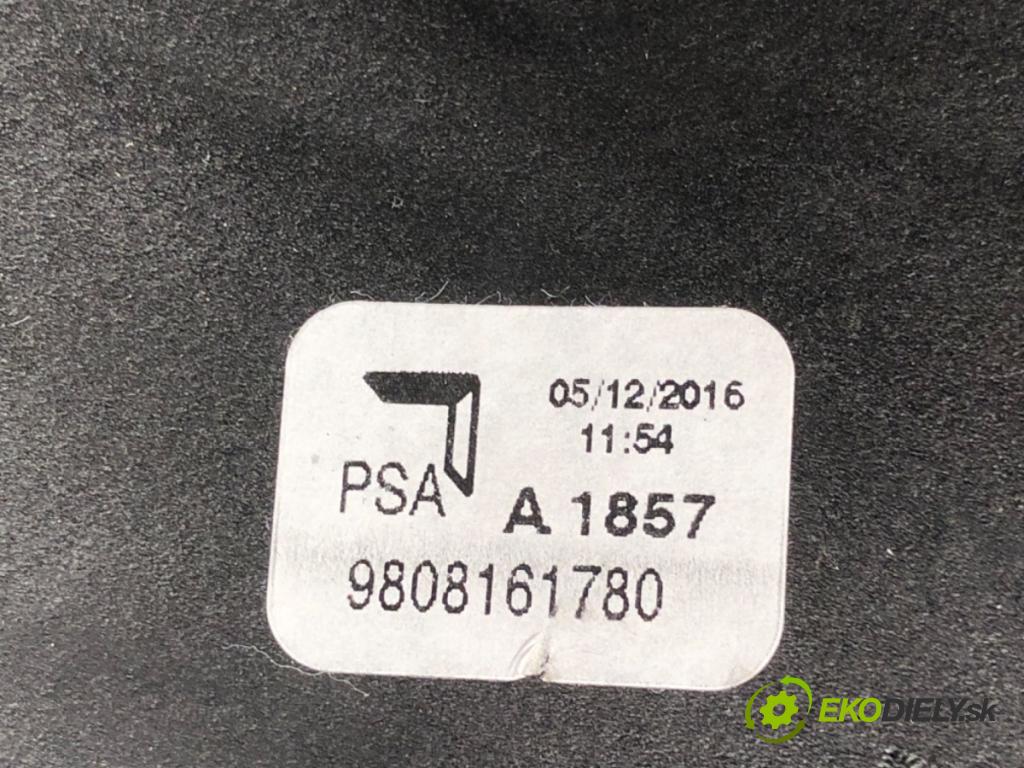 05/12/2016
11:54
PSA
A 1857
9808161780
EKODIELY.sk